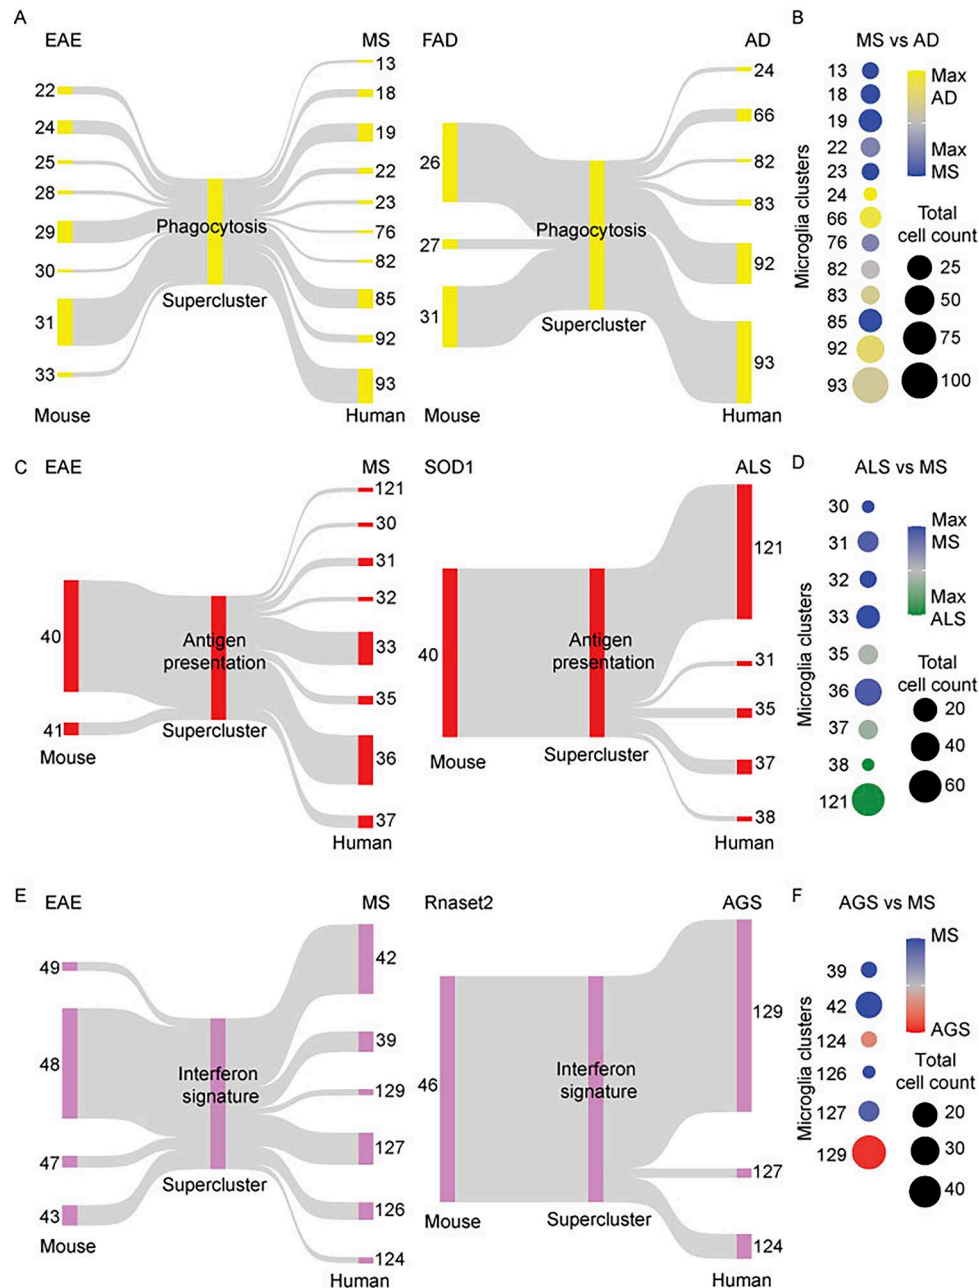 A
EAE
MS
22
24
25
28
29
30
31
33
Phagocytosis
Supercluster
13
18
19
22
23
76
82
85
92
93
Mouse
Human
FAD
AD
26
27
31
Phagocytosis
Supercluster
24
66
82
83
92
93
Mouse
Human
B
MS vs AD
Microglia clusters
13
18
19
22
23
24
66
76
82
83
85
92
93
Max
AD
Max
MS
Total
cell count
25
50
75
100
C
EAE
MS
40
41
Antigen
presentation
Supercluster
121
30
31
32
33
35
36
37
Mouse
Human
SOD1
ALS
40
Antigen
presentation
Supercluster
121
31
35
37
38
Mouse
Human
D
ALS vs MS
Microglia clusters
30
31
32
33
35
36
37
38
121
Max
MS
Max
ALS
Total
cell count
20
40
60
E
EAE
MS
49
48
47
43
Interferon
signature
Supercluster
42
39
129
127
126
124
Mouse
Human
Rnaset2
AGS
46
Interferon
signature
Supercluster
129
127
124
Mouse
Human
F
AGS vs MS
Microglia clusters
39
42
124
126
127
129
MS
AGS
Total
cell count
20
30
40